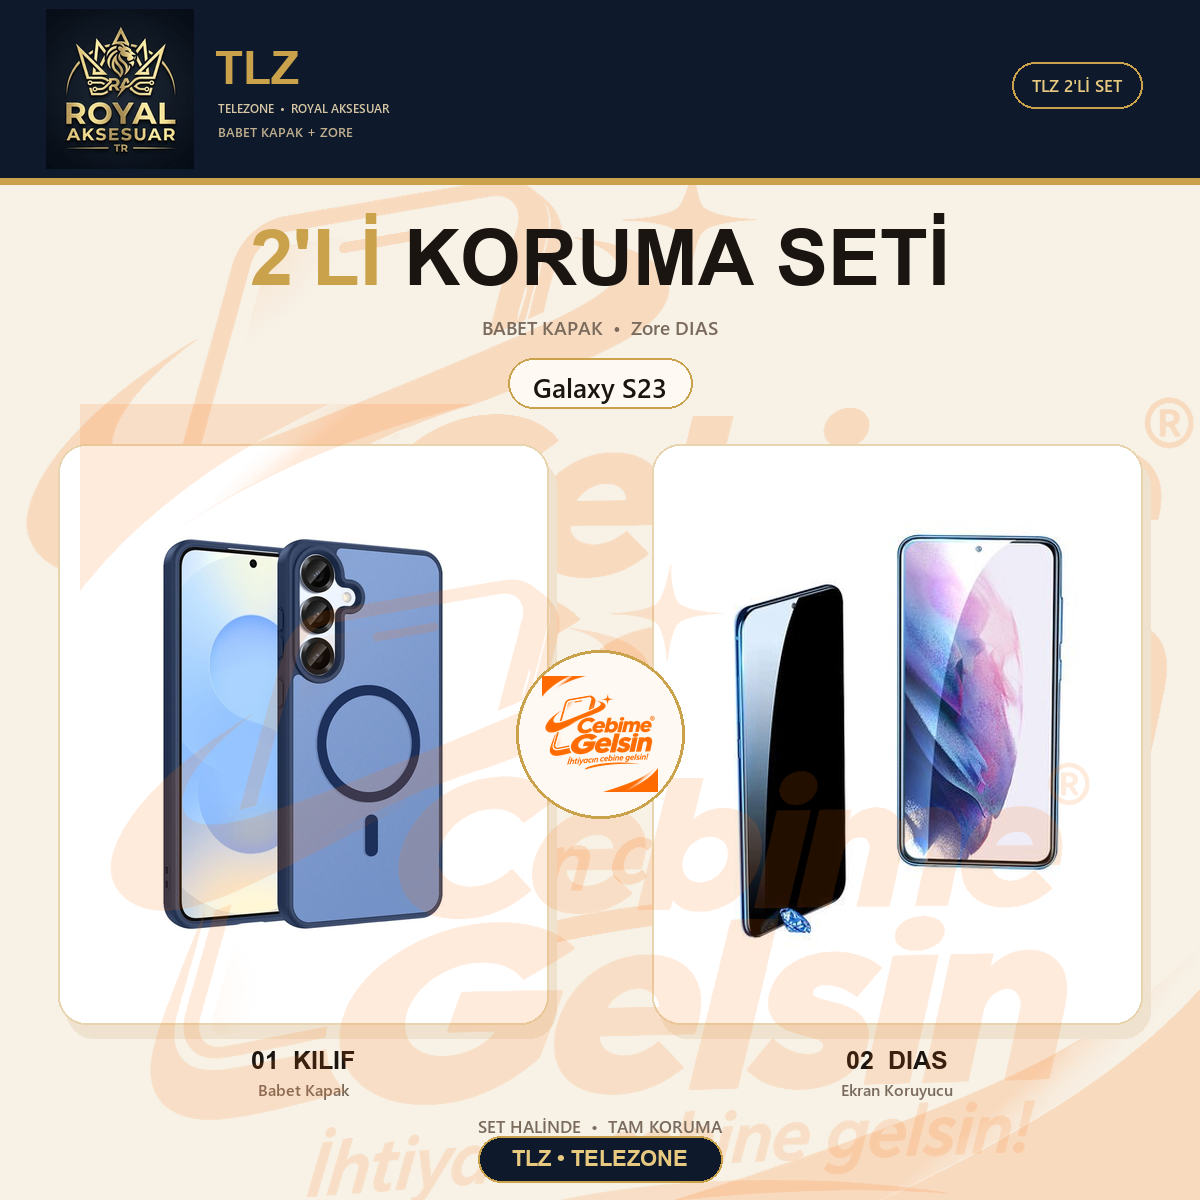 ROYAL
AKSESUAR
TR
TLZ
TELEZONE • ROYAL AKSESUAR
BABET KAPAK + ZORE
TLZ 2'Lİ SET
2'Lİ KORUMA SETİ
BABET KAPAK • Zore DIAS
Galaxy S23
Cebime®
Gelsin
İhtiyacın cebine gelsin!
Cebime®
Gelsin
01 KILIF
Babet Kapak
02 DIAS
Ekran Koruyucu
SET HALİNDE • TAM KORUMA
TLZ • TELEZONE